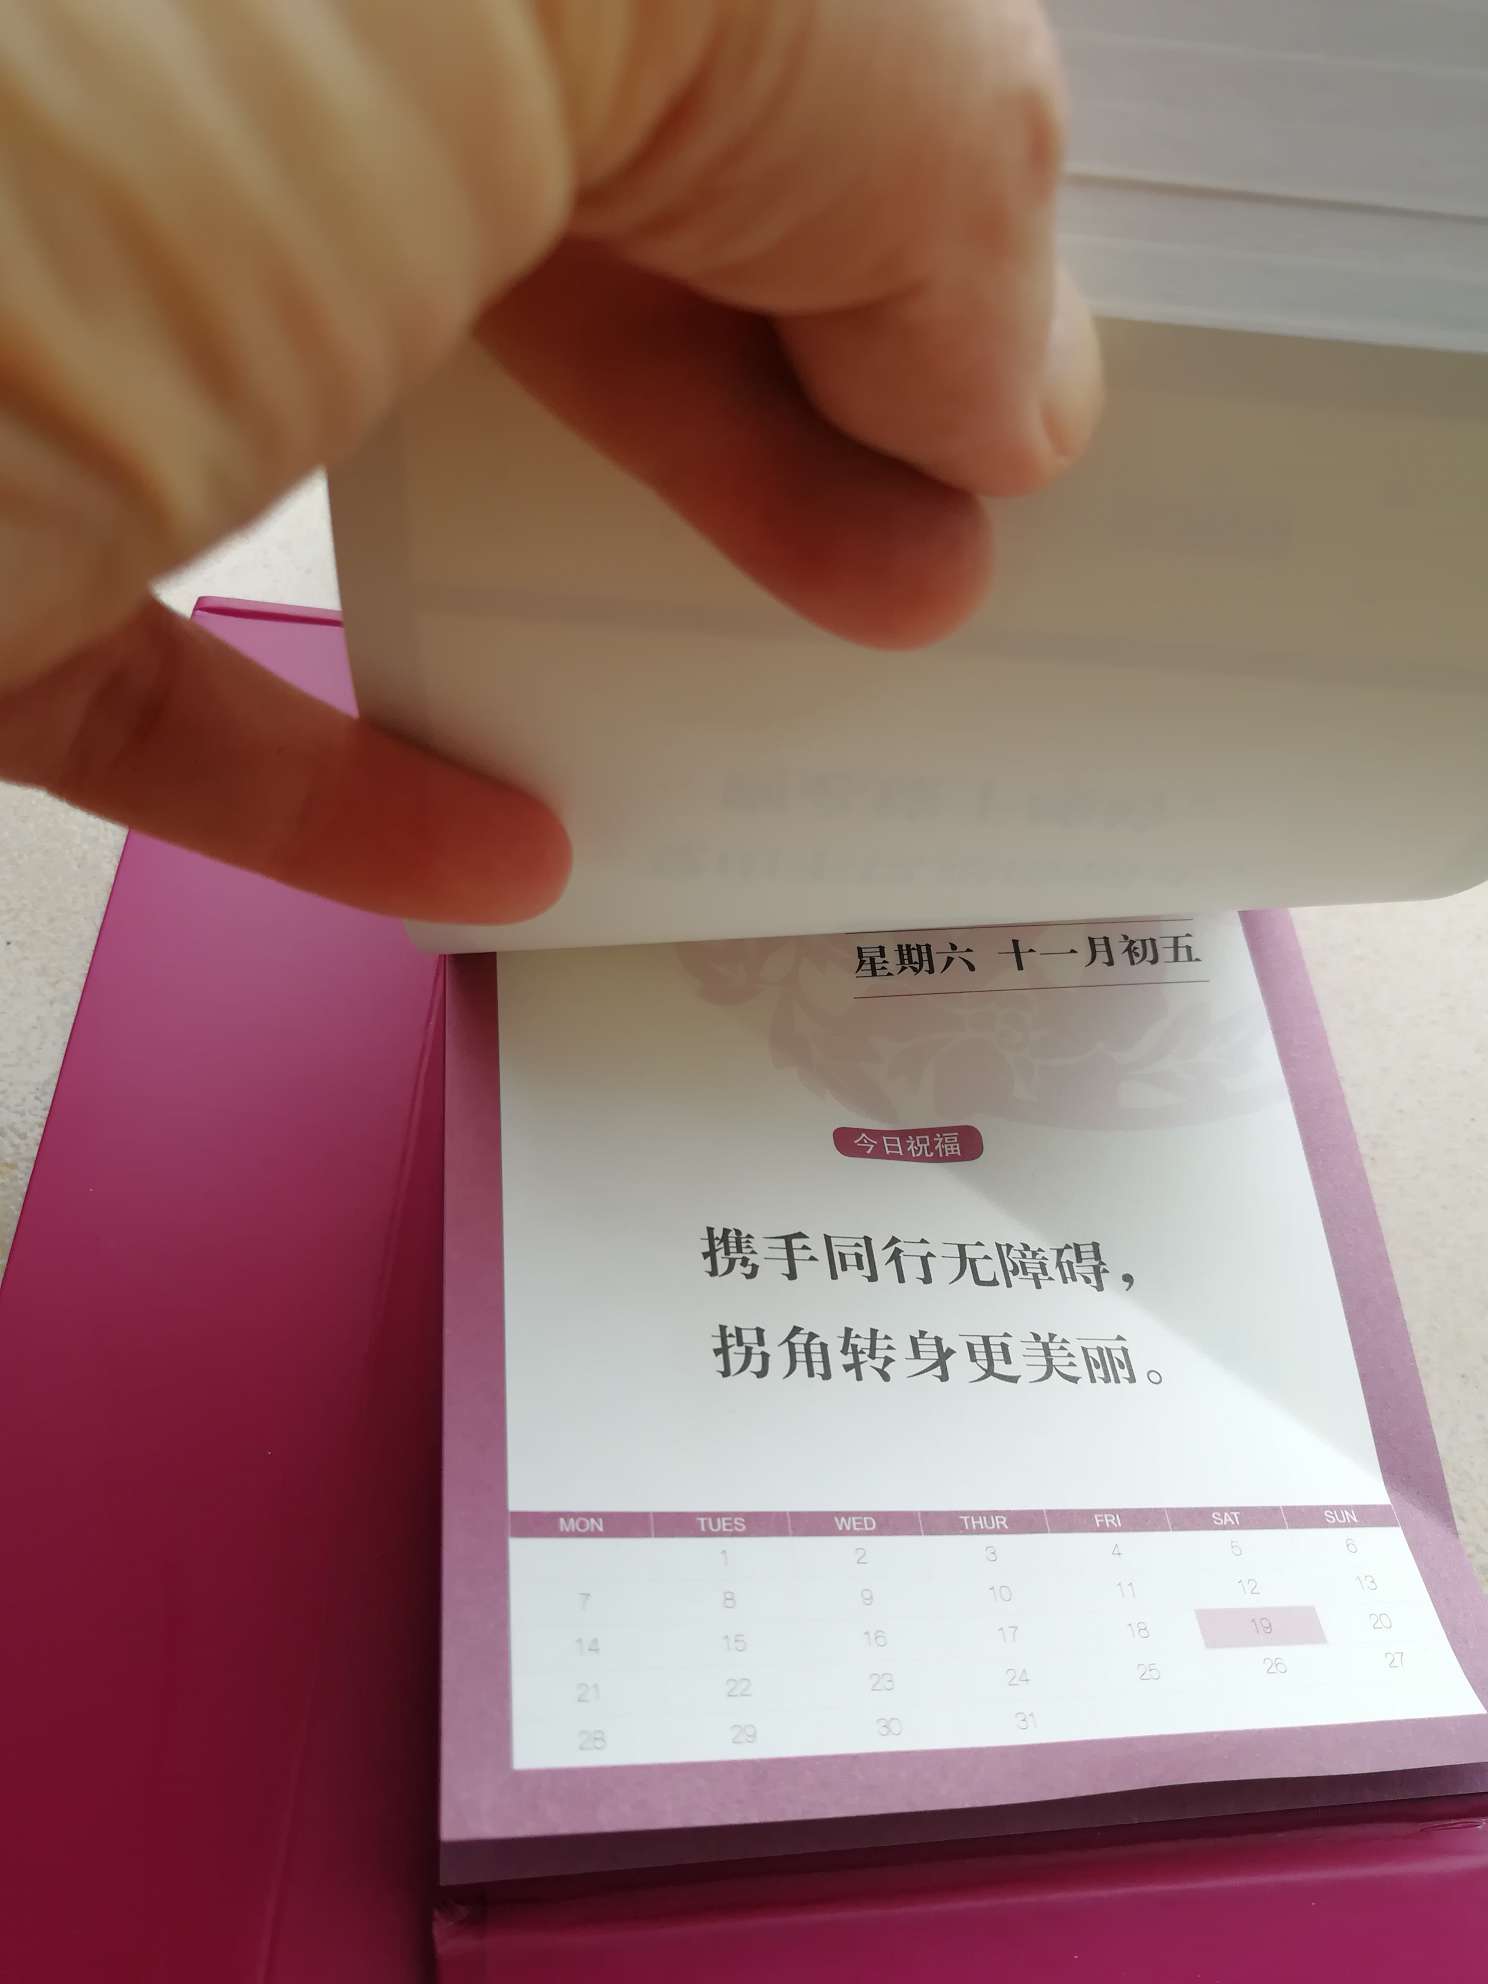 星期六 十一月初五
今日祝福
携手同行无障碍，
拐角转身更美丽。
MON TUES WED THUR FRI SAT SUN
1 2 3 4 5 6
7 8 9 10 11 12 13
14 15 16 17 18 19 20
21 22 23 24 25 26 27
28 29 30 31